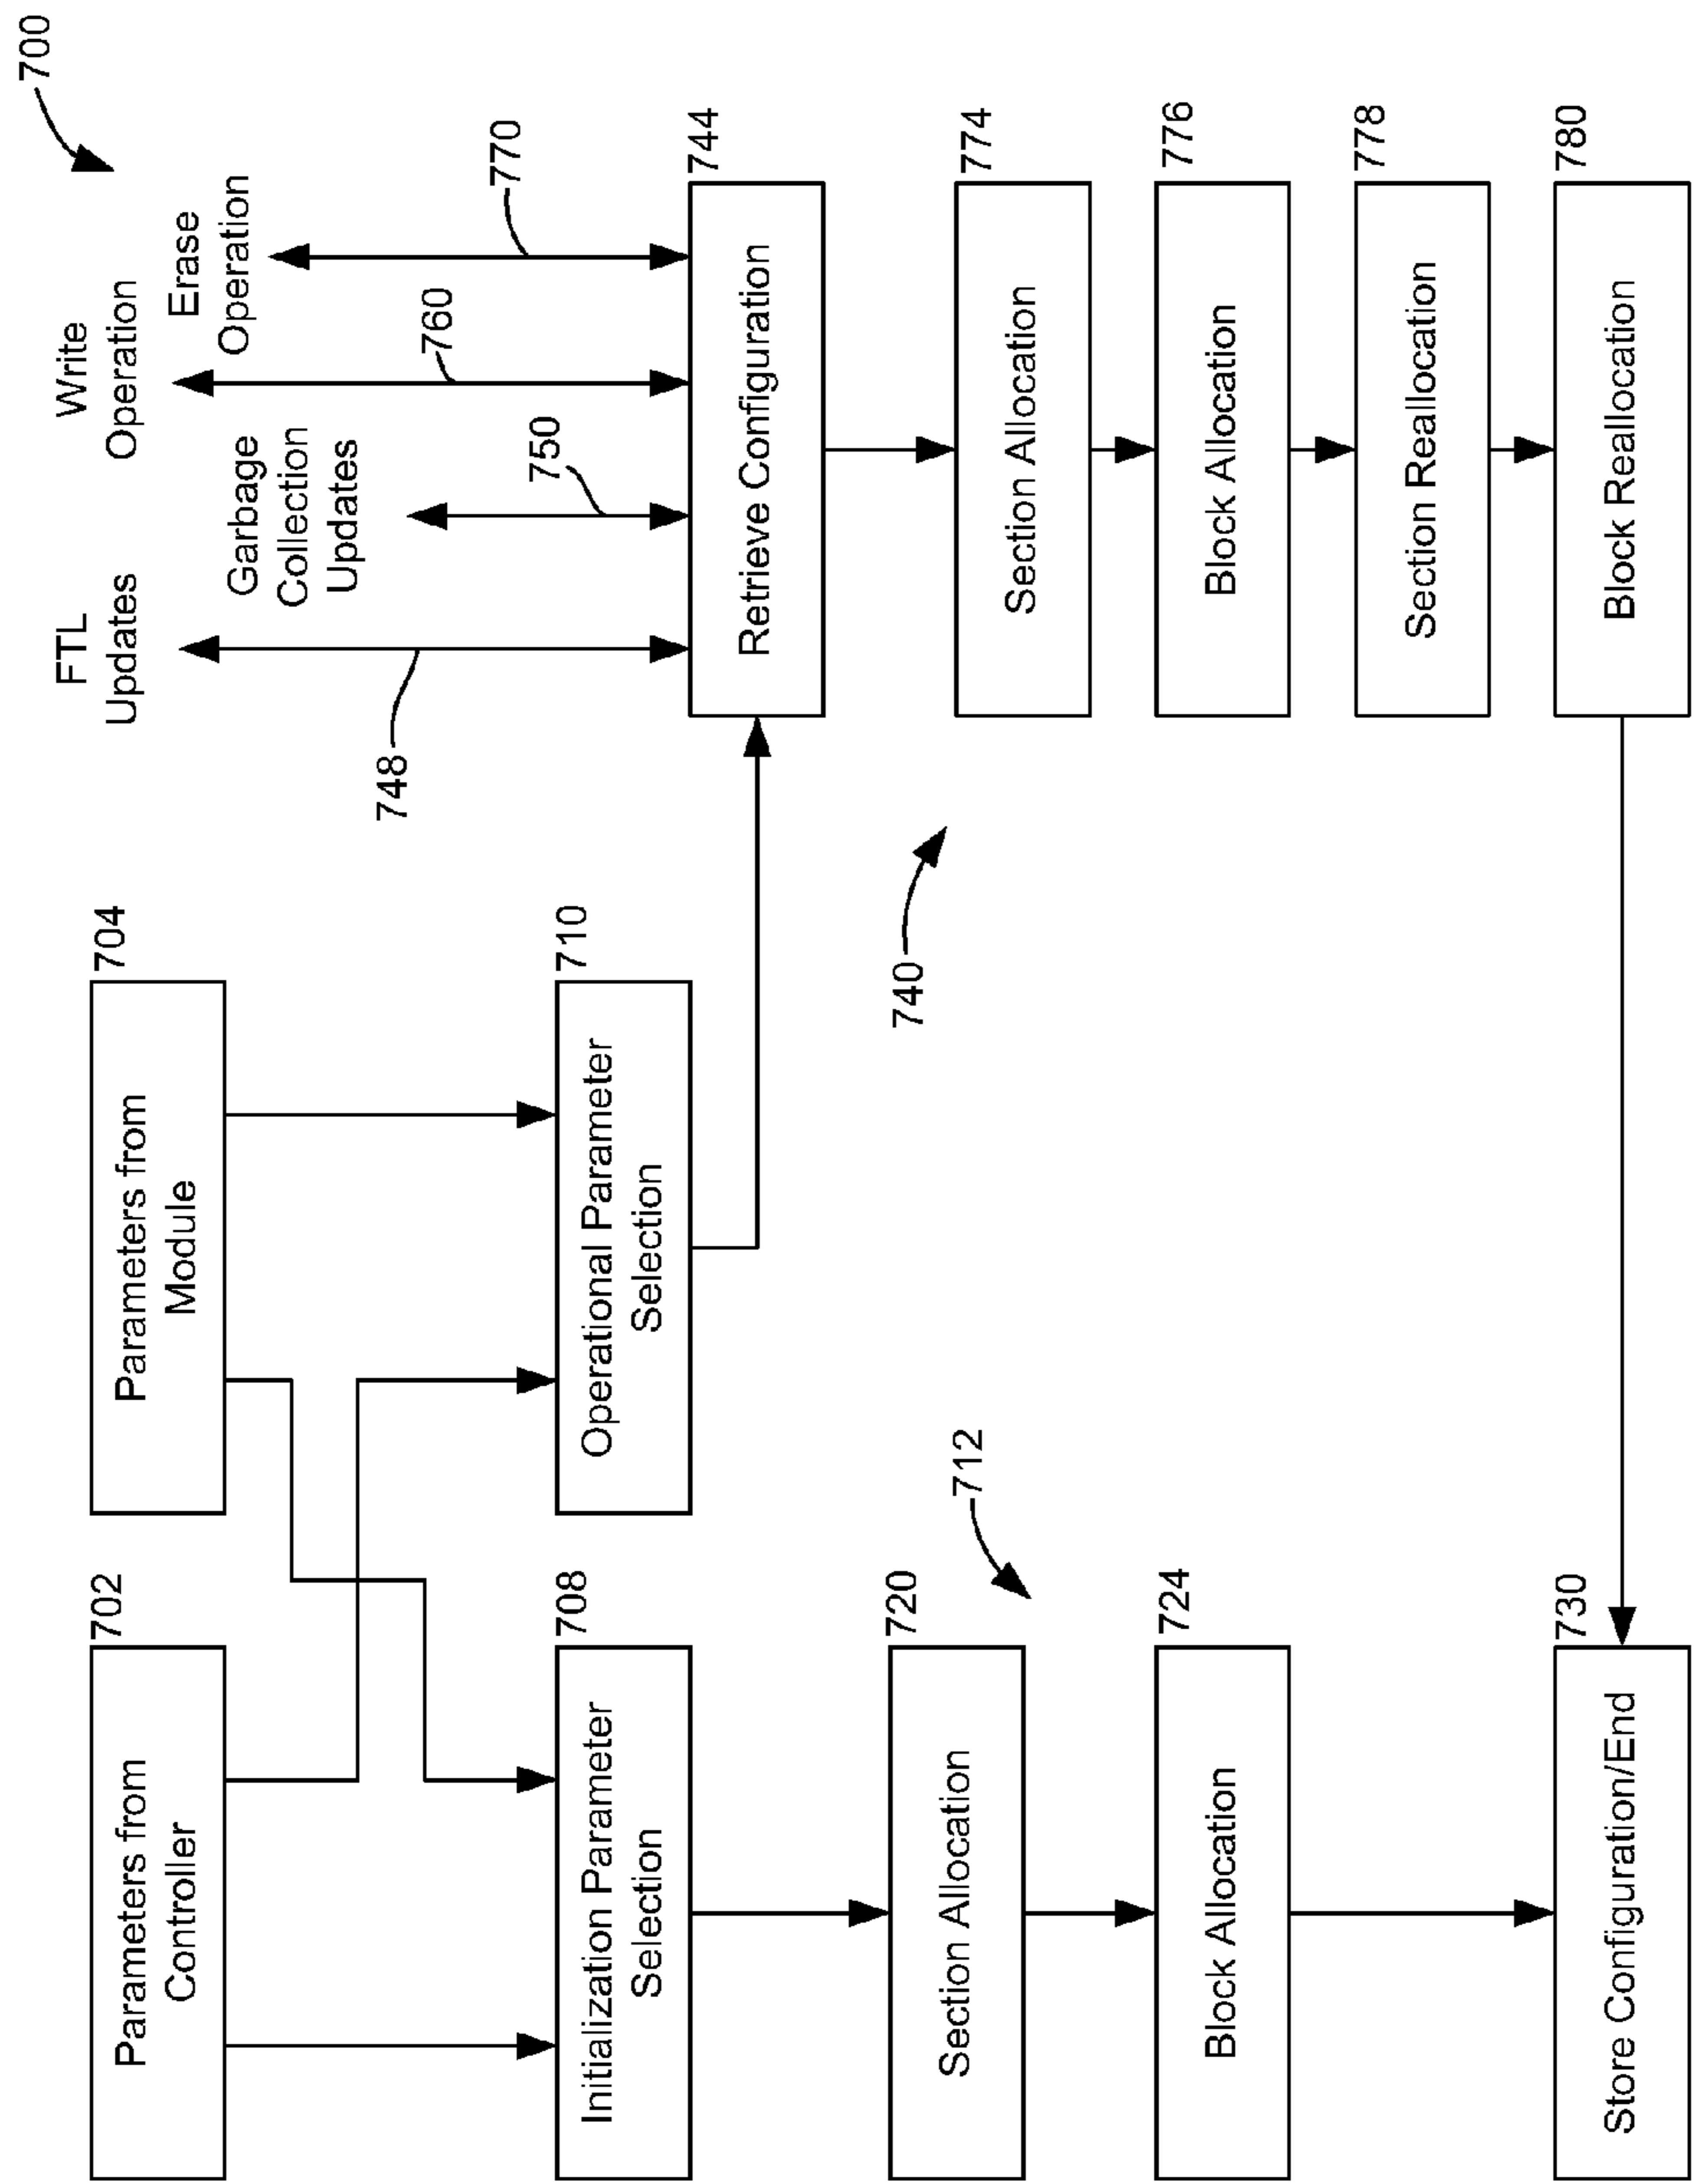 700
FTL
Updates
Garbage
Collection
Updates
Write
Operation
Erase
Operation
748
750
760
770
702
Parameters from
Controller
704
Parameters from
Module
708
Initialization Parameter
Selection
710
Operational Parameter
Selection
744
Retrieve Configuration
712
740
720
Section Allocation
774
Section Allocation
724
Block Allocation
776
Block Allocation
778
Section Reallocation
730
Store Configuration/End
780
Block Reallocation